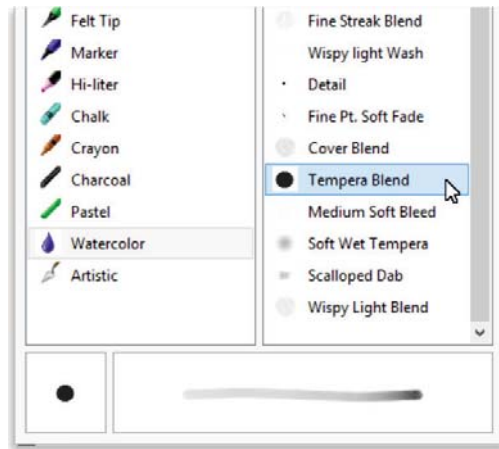 Felt Tip
Marker
Hi-liter
Chalk
Crayon
Charcoal
Pastel
Watercolor
Artistic
Fine Streak Blend
Wispy light Wash
Detail
Fine Pt. Soft Fade
Cover Blend
Tempera Blend
Medium Soft Bleed
Soft Wet Tempera
Scalloped Dab
Wispy Light Blend